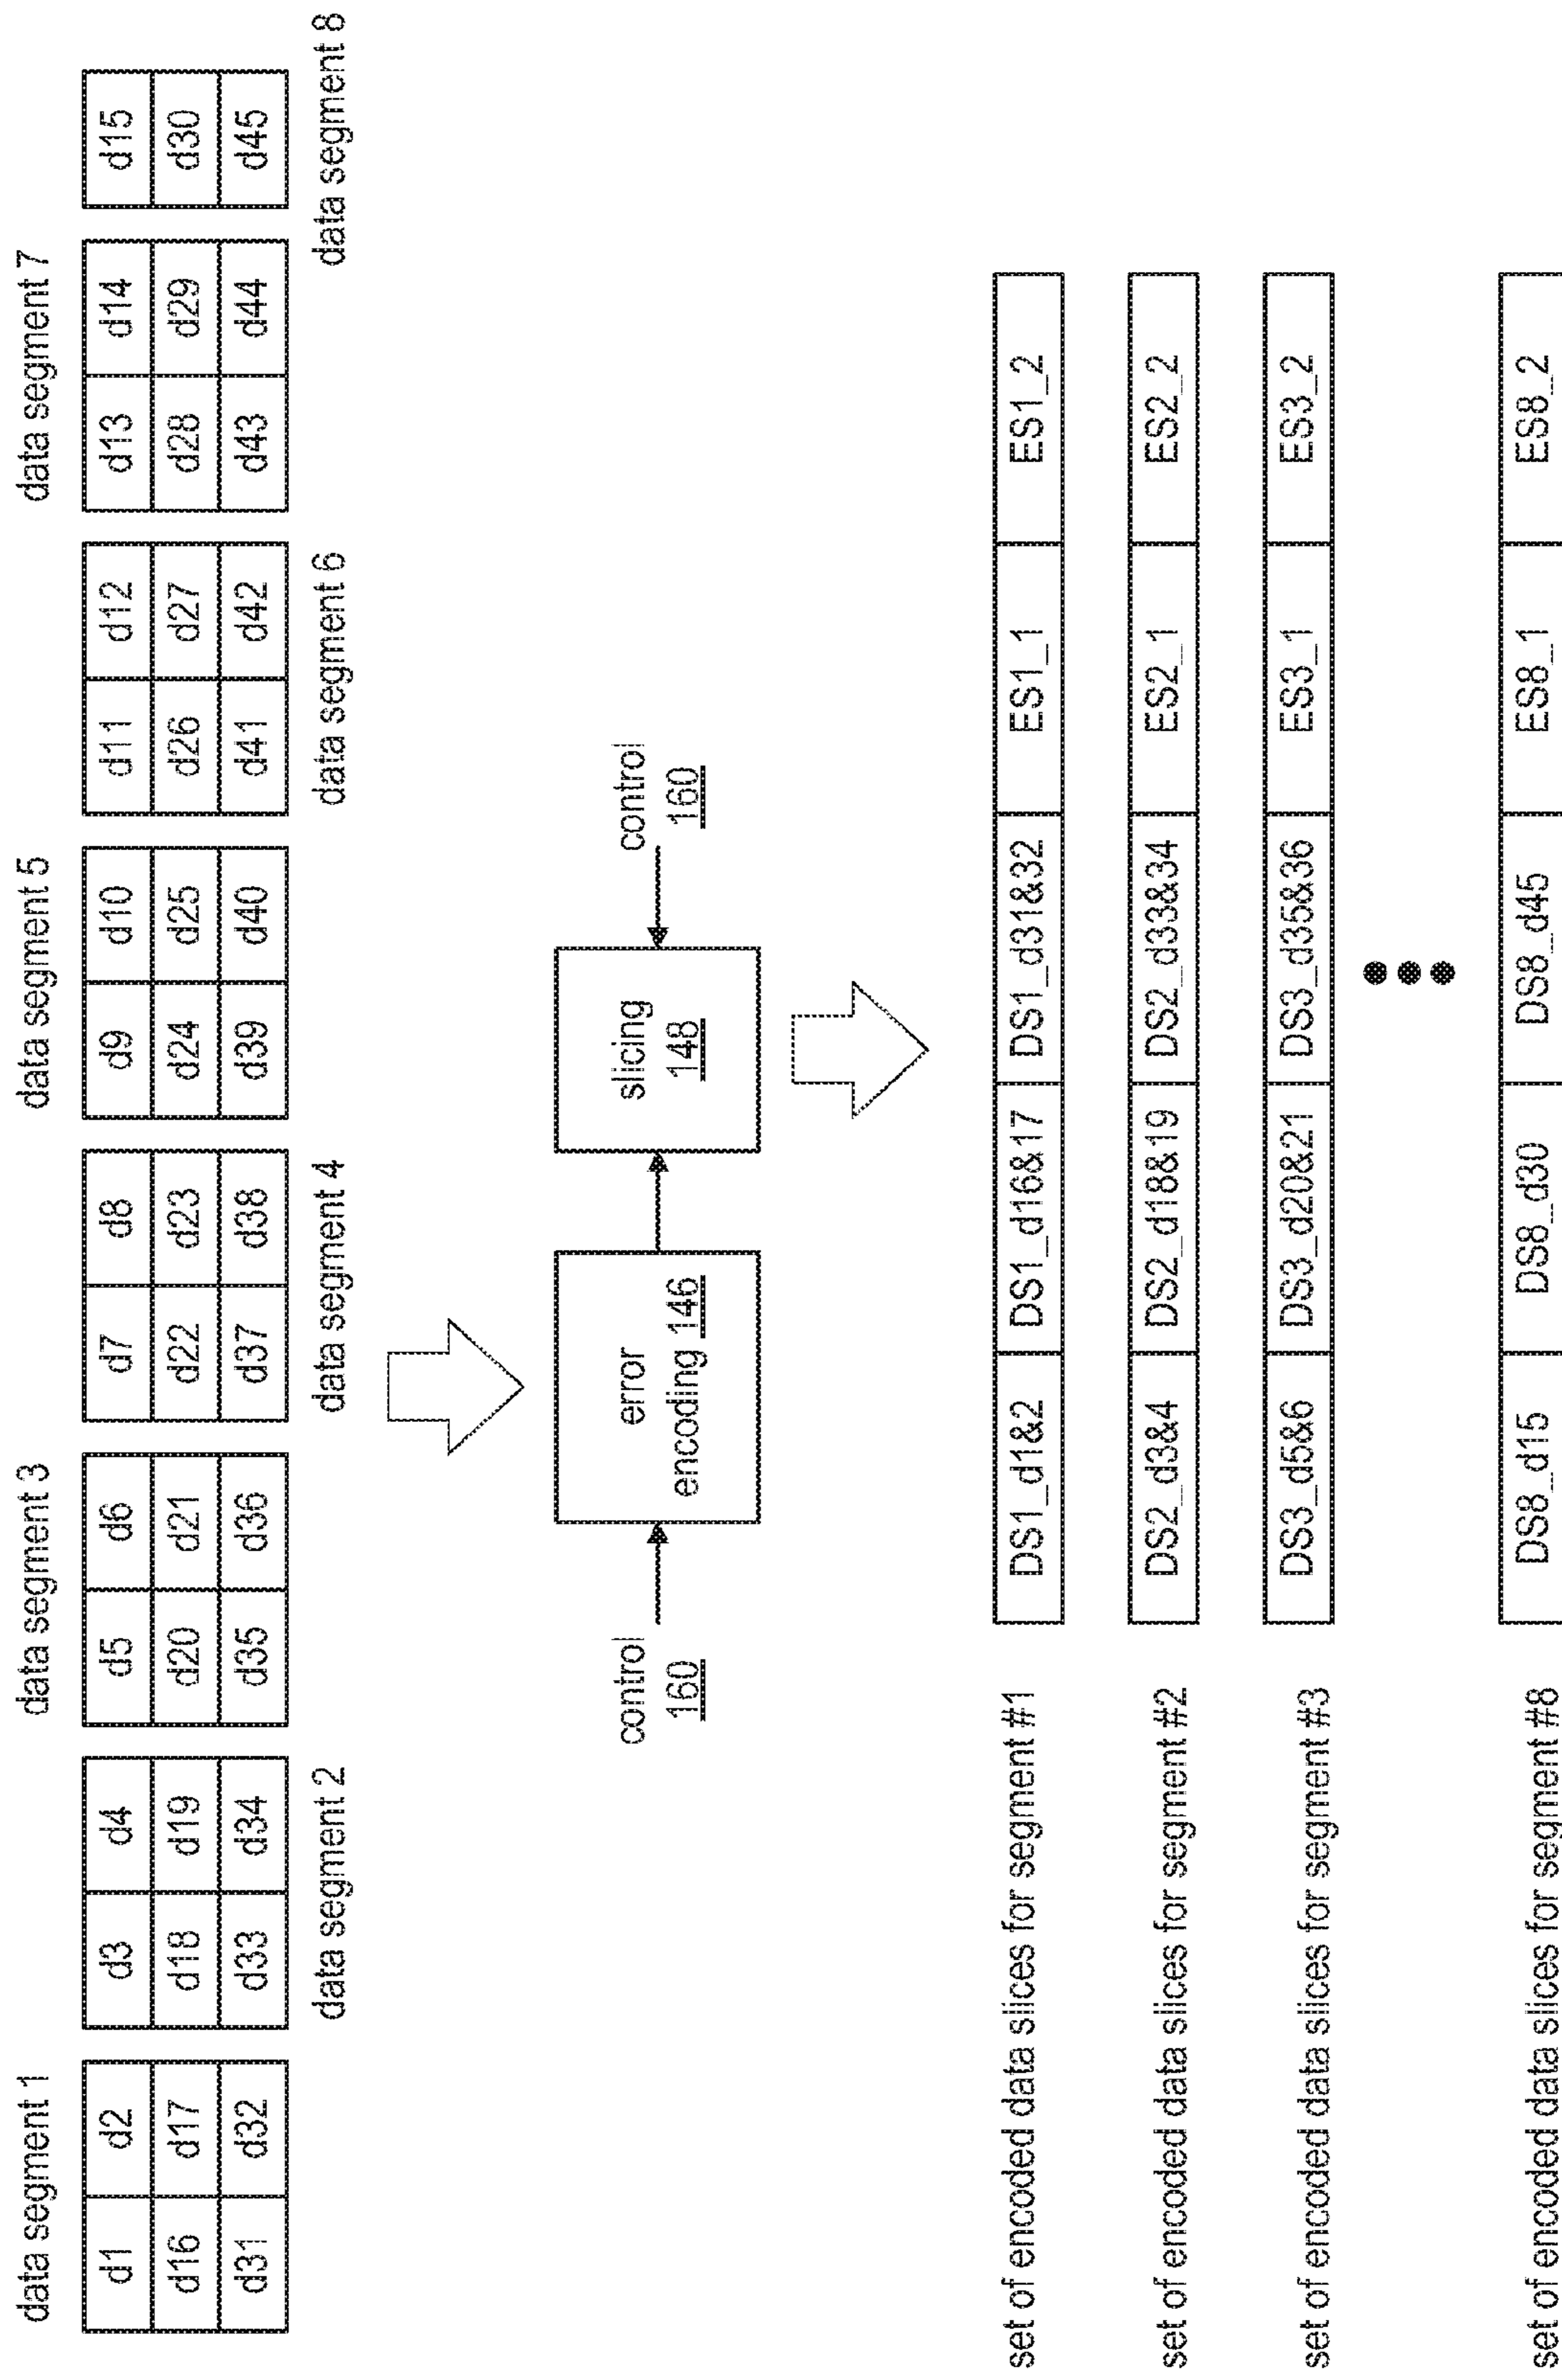 data segment 1 data segment 3 data segment 5 data segment 7
d1 d2 d3 d4 d5 d6 d7 d8 d9 d10 d11 d12 d13 d14 d15
d16 d17 d18 d19 d20 d21 d22 d23 d24 d25 d26 d27 d28 d29 d30
d31 d32 d33 d34 d35 d36 d37 d38 d39 d40 d41 d42 d43 d44 d45
data segment 2 data segment 4 data segment 6 data segment 8
control
160
error
encoding 146
slicing
148
control
160
set of encoded data slices for segment #1 DS1_d1&2 DS1_d16&17 DS1_d31&32 ES1_1 ES1_2
set of encoded data slices for segment #2 DS2_d3&4 DS2_d18&19 DS2_d33&34 ES2_1 ES2_2
set of encoded data slices for segment #3 DS3_d5&6 DS3_d20&21 DS3_d35&36 ES3_1 ES3_2
set of encoded data slices for segment #8 DS8_d15 DS8_d30 DS8_d45 ES8_1 ES8_2